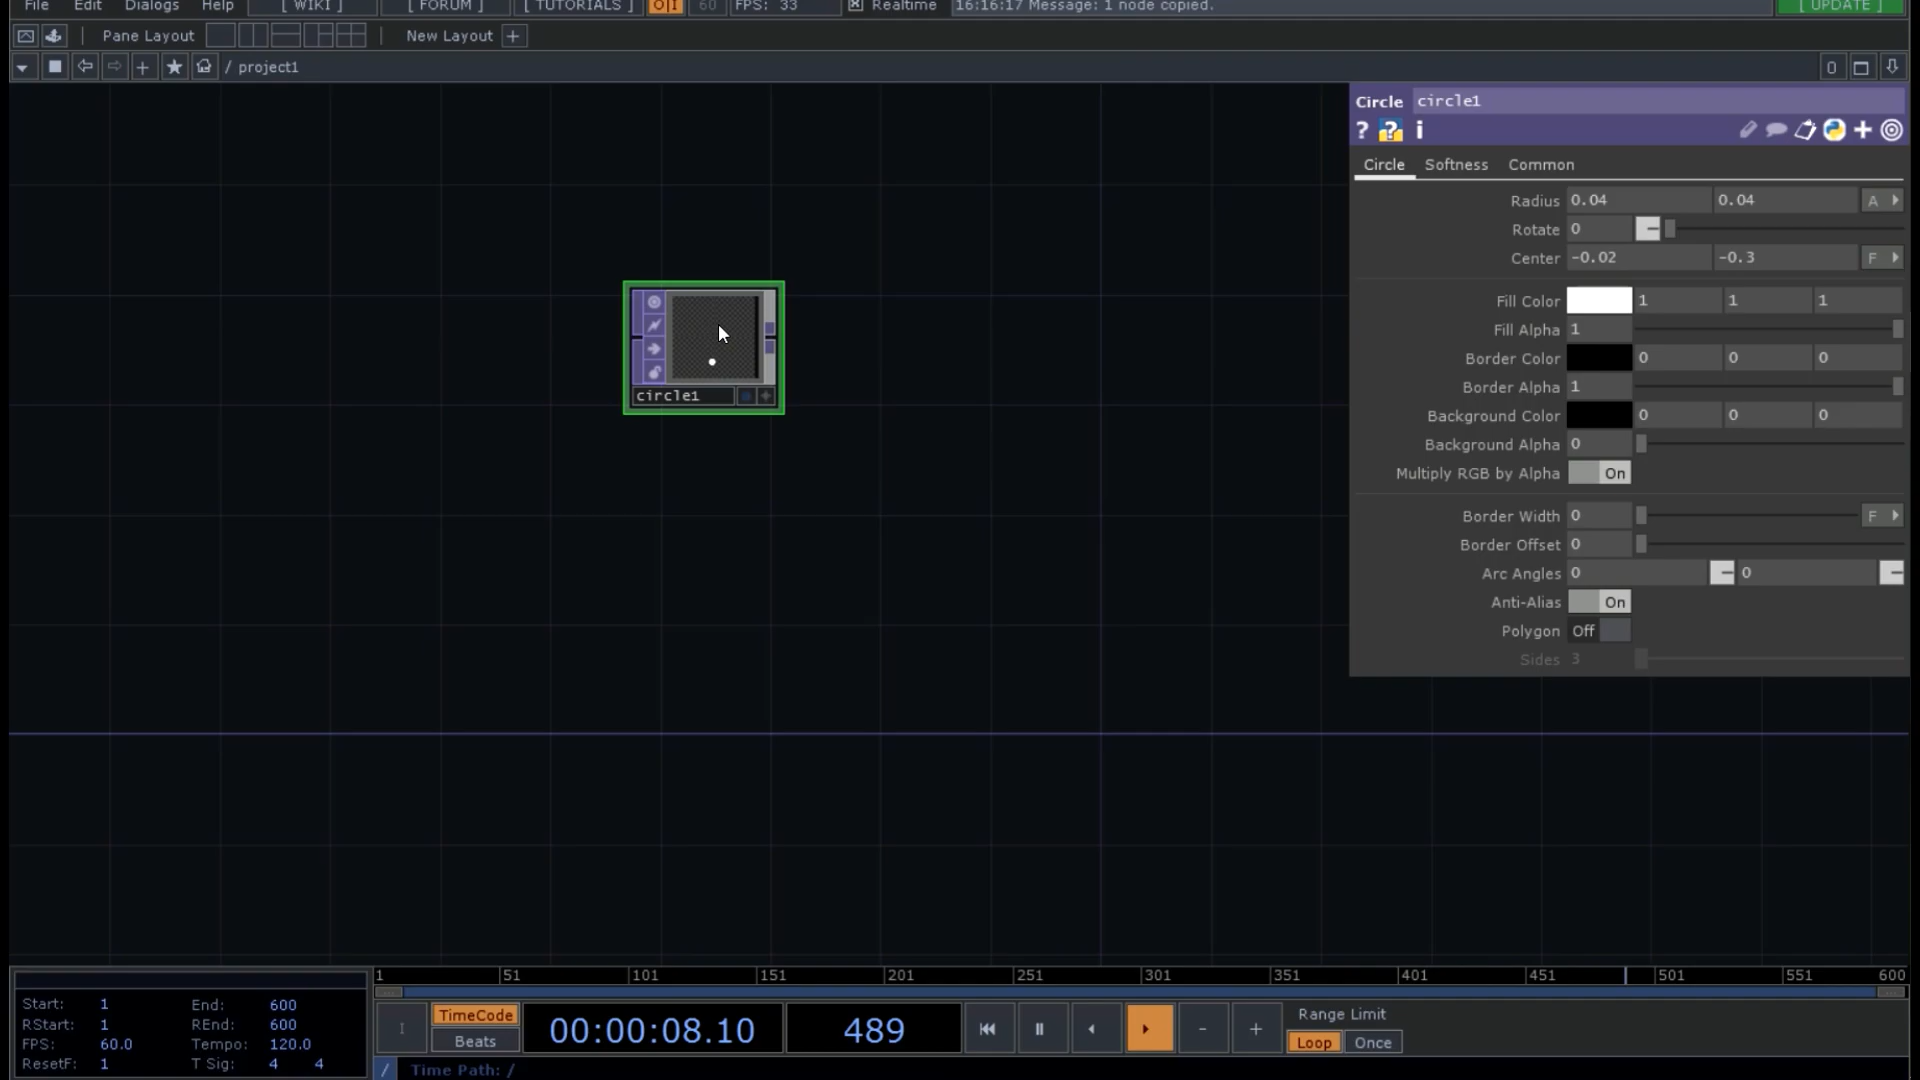 File Edit Dialogs Help [ WIKI ] [ FORUM ] [ TUTORIALS ] O|I 60 FPS: 33 Realtime 16:16:17 Message: 1 node copied. [ UPDATE ]
Pane Layout New Layout +
/ project1 0
Circle circle1
? ? i
Circle Softness Common
Radius 0.04 0.04 A
Rotate 0
Center -0.02 -0.3 F
Fill Color 1 1 1
Fill Alpha 1
Border Color 0 0 0
Border Alpha 1
Background Color 0 0 0
Background Alpha 0
Multiply RGB by Alpha On
Border Width 0 F
Border Offset 0
Arc Angles 0 0
Anti-Alias On
Polygon Off
Sides 3
circle1
1 51 101 151 201 251 301 351 401 451 501 551 600
Start: 1 End: 600
RStart: 1 REnd: 600
FPS: 60.0 Tempo: 120.0
ResetF: 1 T Sig: 4 4
I TimeCode
Beats
00:00:08.10 489 - +
Range Limit
Loop Once
/ Time Path: /